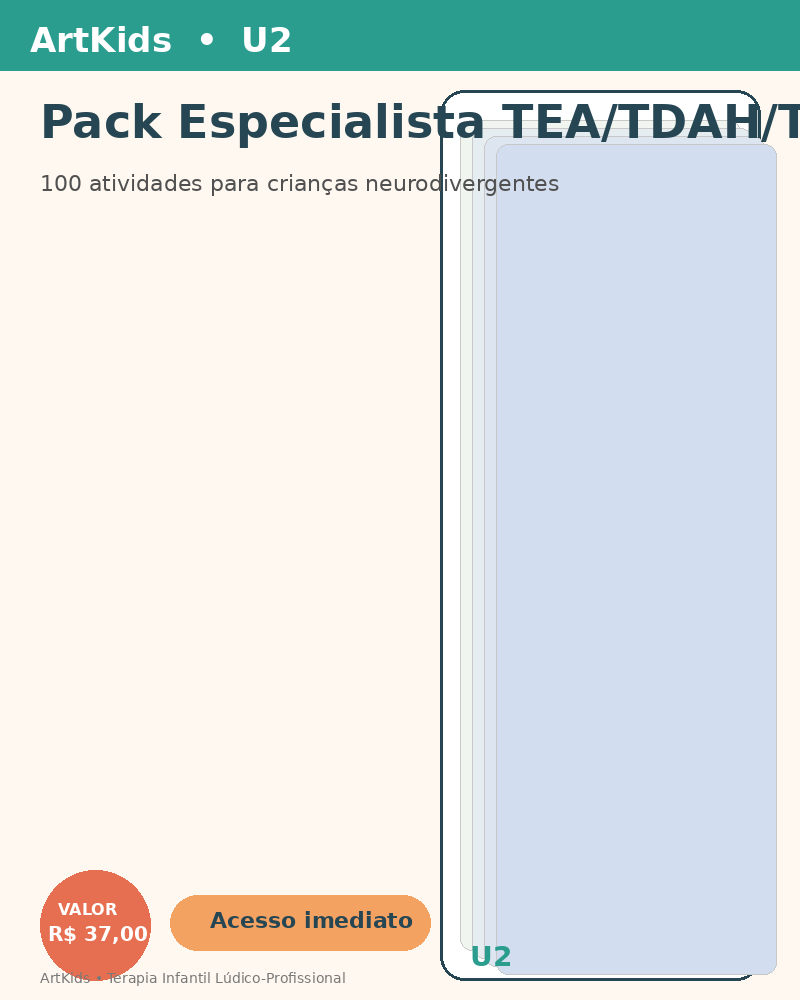 ArtKids • U2
Pack Especialista TEA/TDAH/T
100 atividades para crianças neurodivergentes
VALOR
R$ 37,00
Acesso imediato
U2
ArtKids • Terapia Infantil Lúdico-Profissional